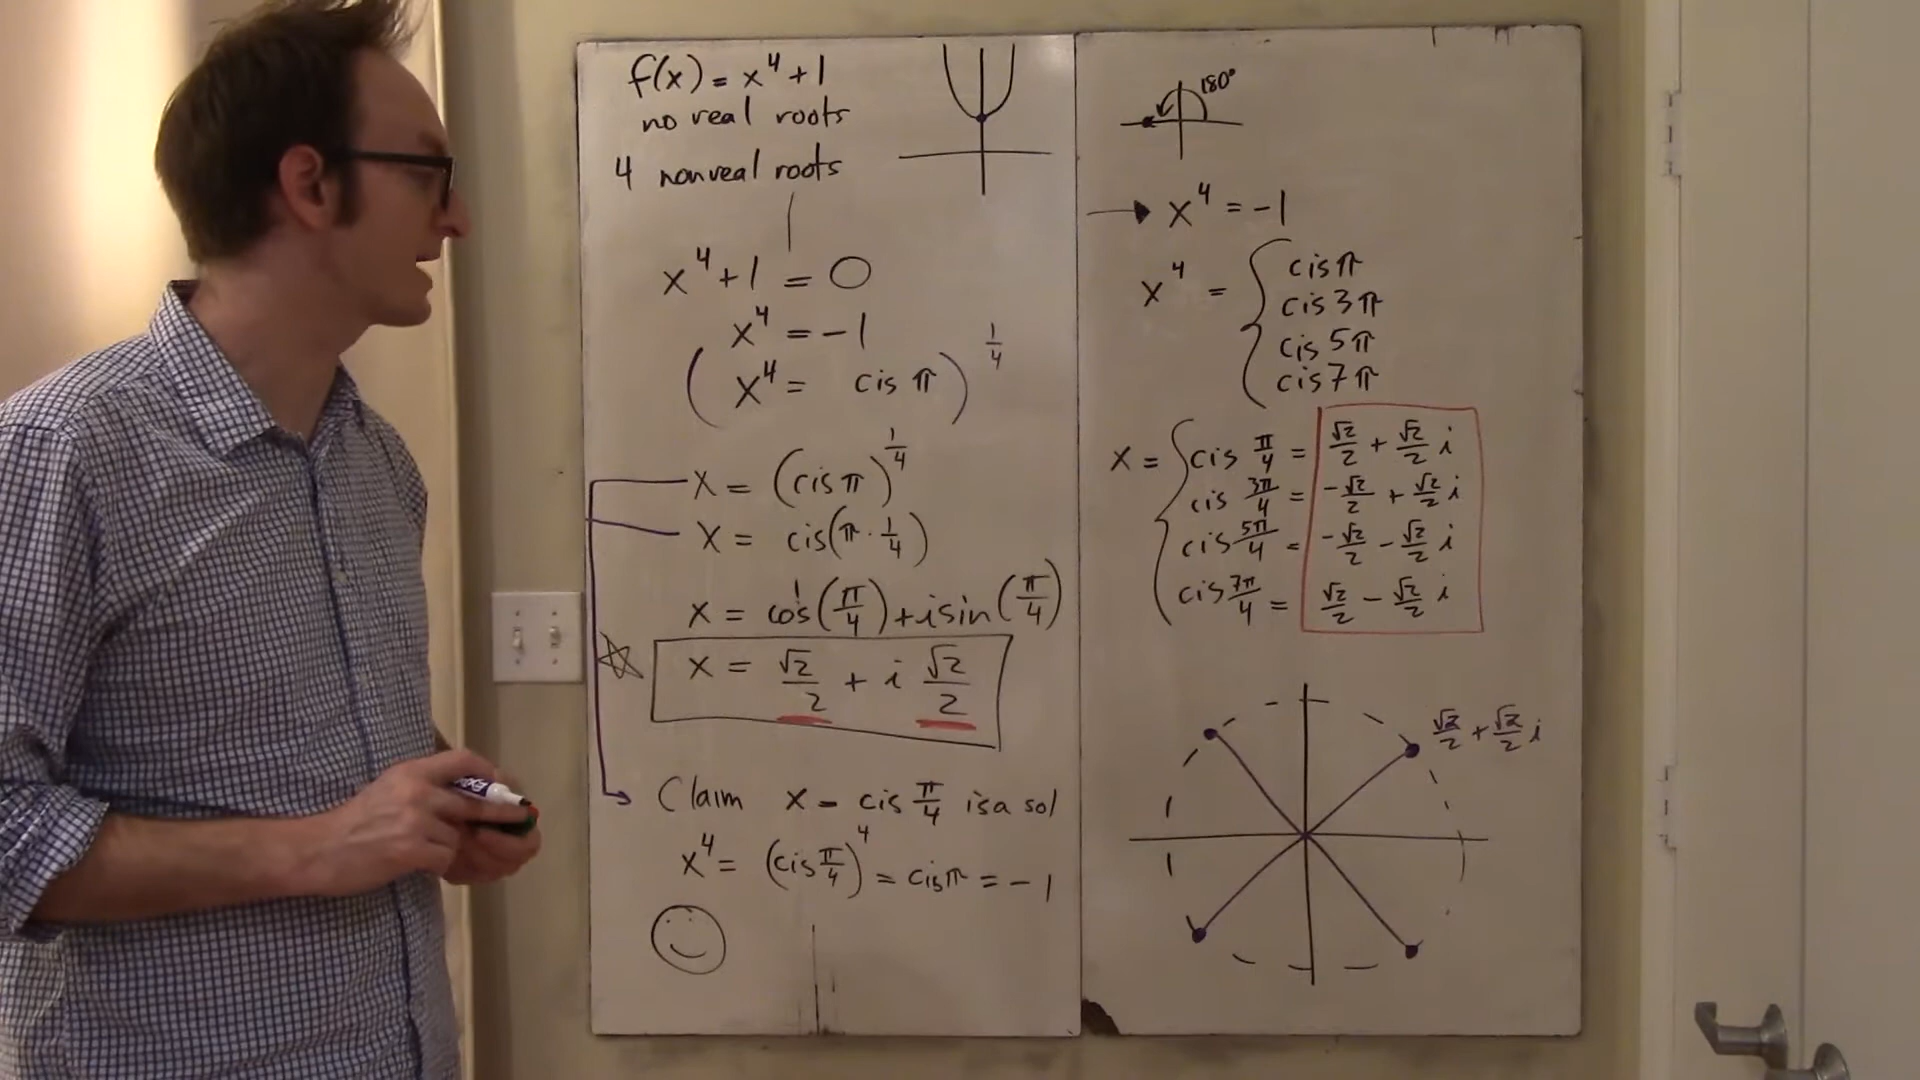 f(x) = x⁴ + 1
no real roots
4 nonreal roots
x⁴ + 1 = 0
x⁴ = -1
(x⁴ = cis π)^(1/4)
x = (cis π)^(1/4)
x = cis(π · 1/4)
x = cos(π/4) + i sin(π/4)
x = √2/2 + i √2/2
Claim x = cis π/4 is a sol
x⁴ = (cis π/4)⁴ = cis π = -1
180°
x⁴ = -1
x⁴ = { cis π
cis 3π
cis 5π
cis 7π
x = { cis π/4 = √2/2 + √2/2 i
cis 3π/4 = -√2/2 + √2/2 i
cis 5π/4 = -√2/2 - √2/2 i
cis 7π/4 = √2/2 - √2/2 i
√2/2 + √2/2 i